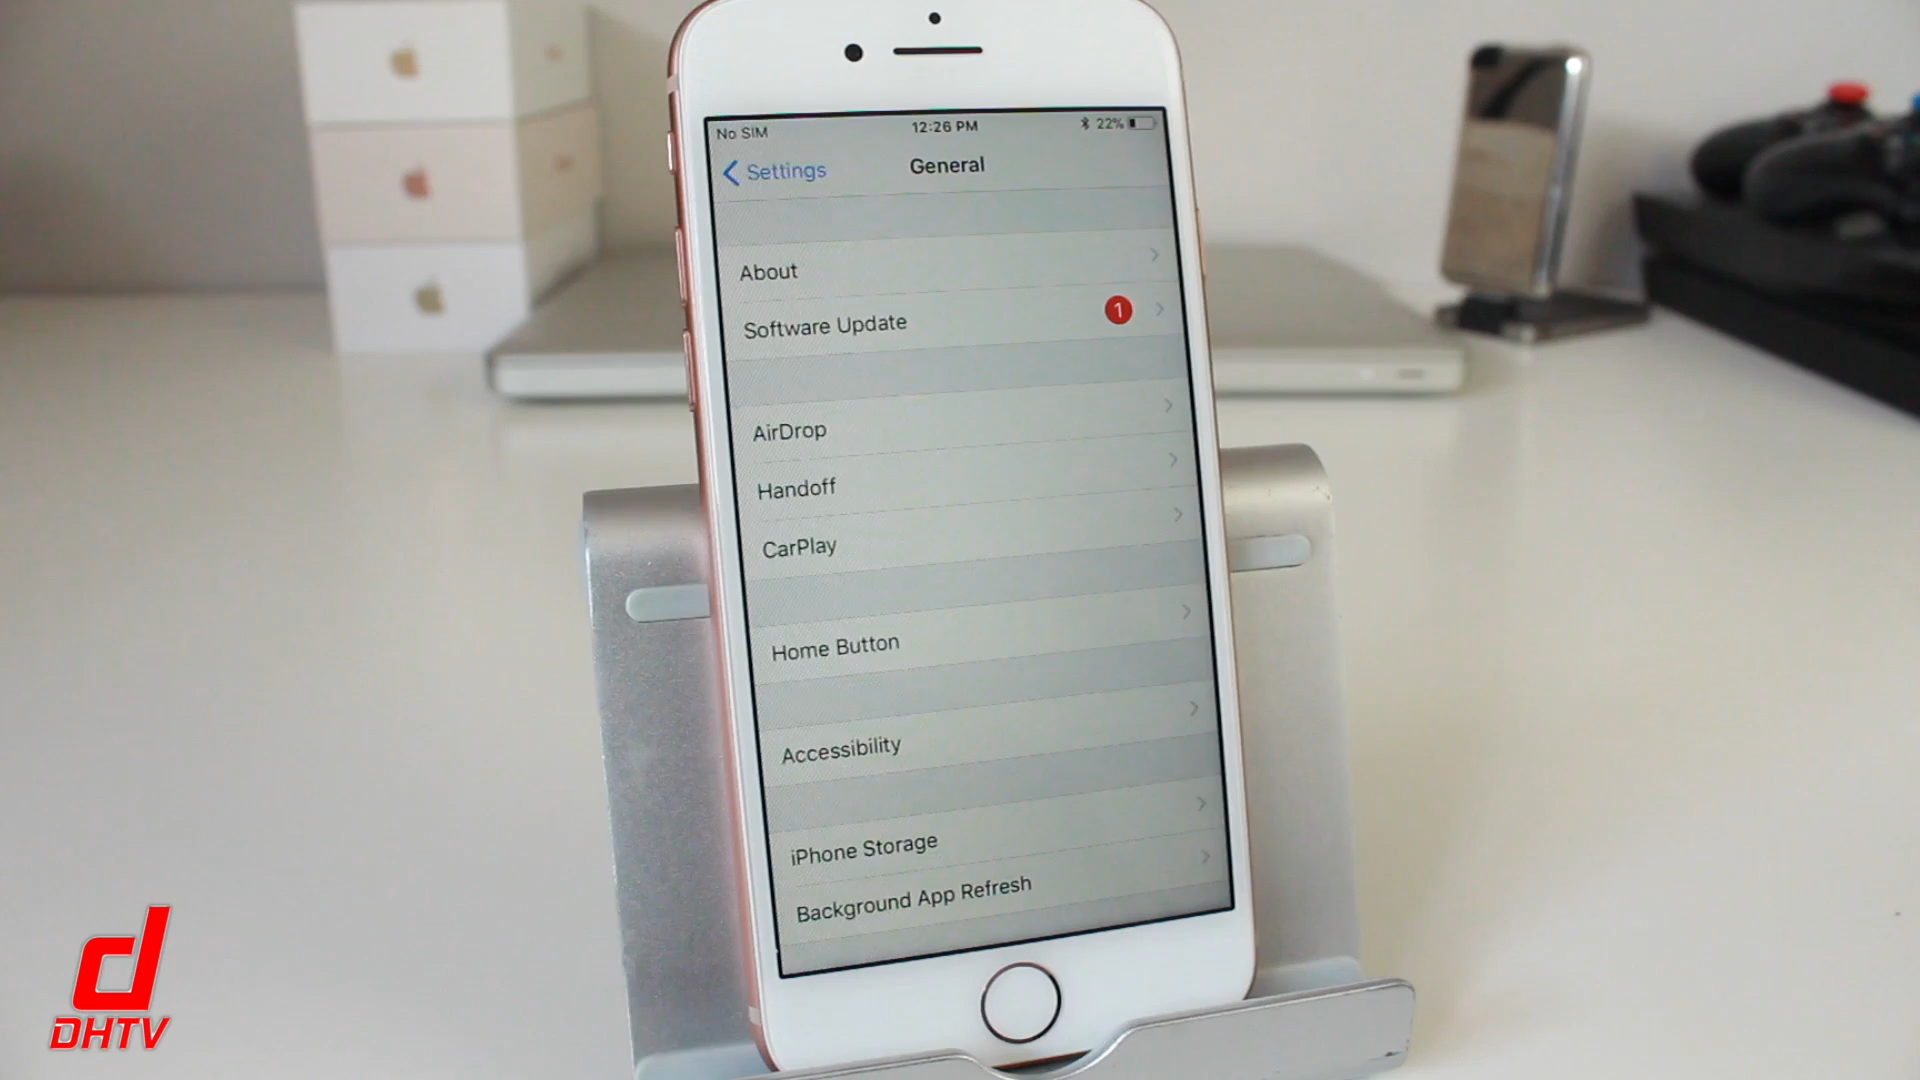 No SIM 12:26 PM 22%
Settings General
About
Software Update 1
AirDrop
Handoff
CarPlay
Home Button
Accessibility
iPhone Storage
Background App Refresh
d
DHTV